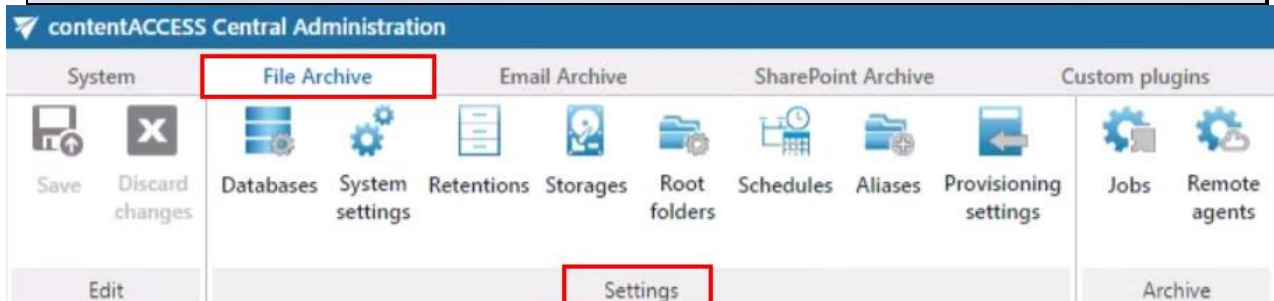 contentACCESS Central Administration
System File Archive Email Archive SharePoint Archive Custom plugins
Save Discard changes Databases System settings Retentions Storages Root folders Schedules Aliases Provisioning settings Jobs Remote agents
Edit Settings Archive